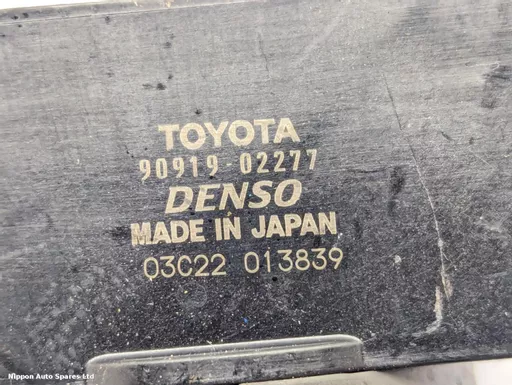 TOYOTA
90919-02277
DENSO
MADE IN JAPAN
03C22 013839
Nippon Auto Spares Ltd